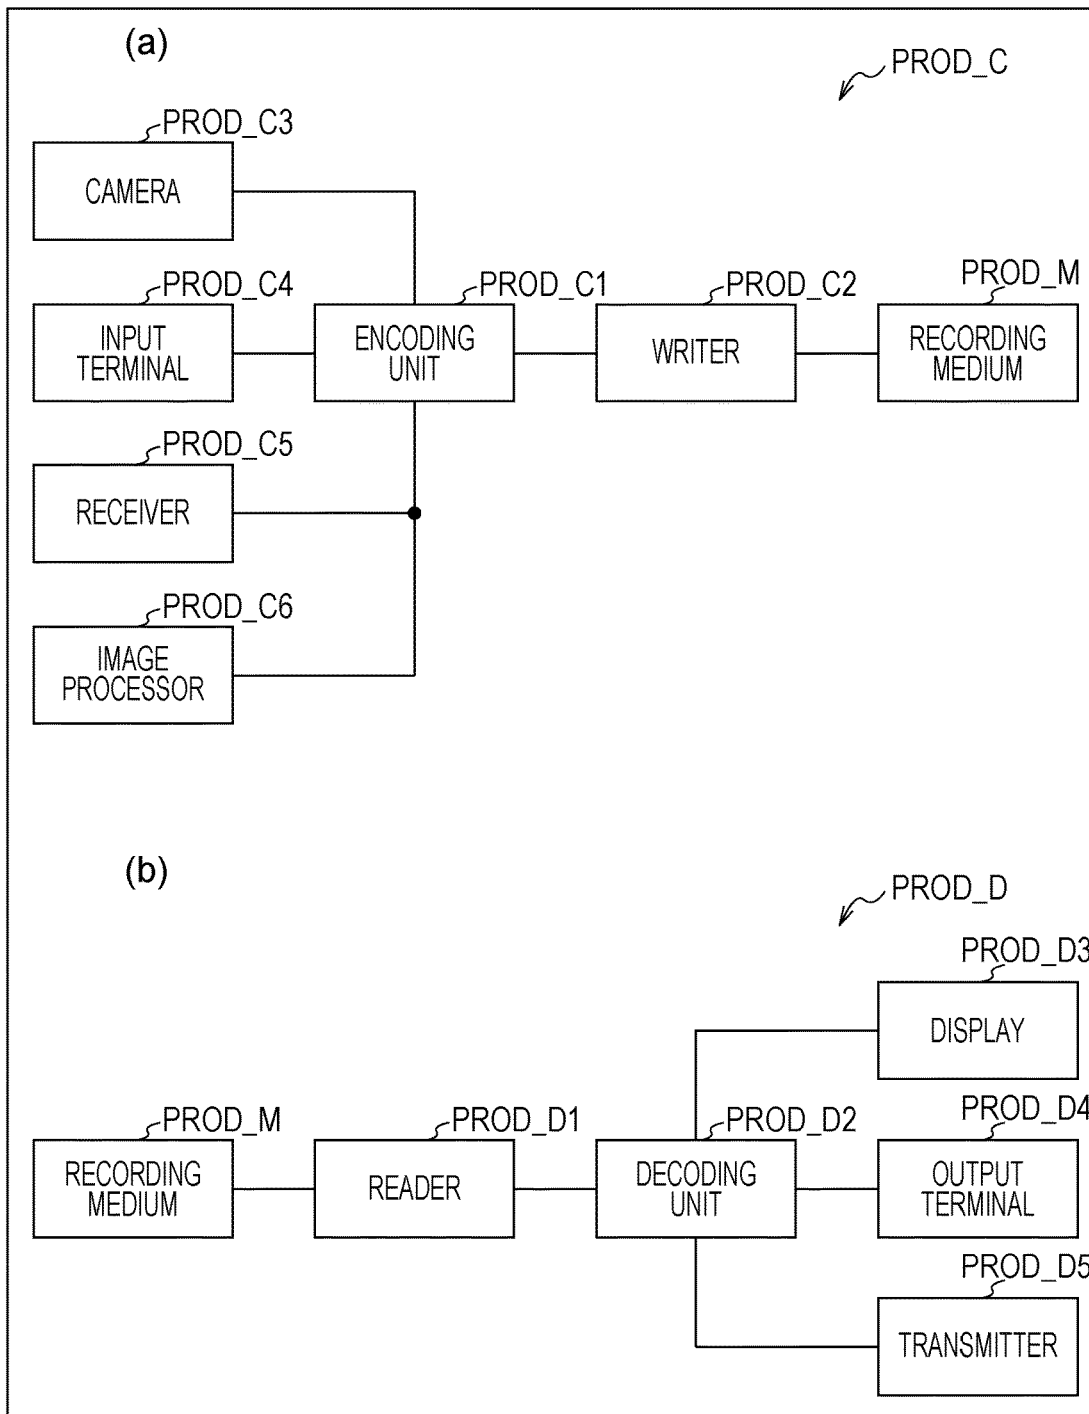 (a)
PROD_C
PROD_C3
CAMERA
PROD_C4
INPUT
TERMINAL
PROD_C1
ENCODING
UNIT
PROD_C2
WRITER
PROD_M
RECORDING
MEDIUM
PROD_C5
RECEIVER
PROD_C6
IMAGE
PROCESSOR
(b)
PROD_D
PROD_D3
DISPLAY
PROD_M
RECORDING
MEDIUM
PROD_D1
READER
PROD_D2
DECODING
UNIT
PROD_D4
OUTPUT
TERMINAL
PROD_D5
TRANSMITTER